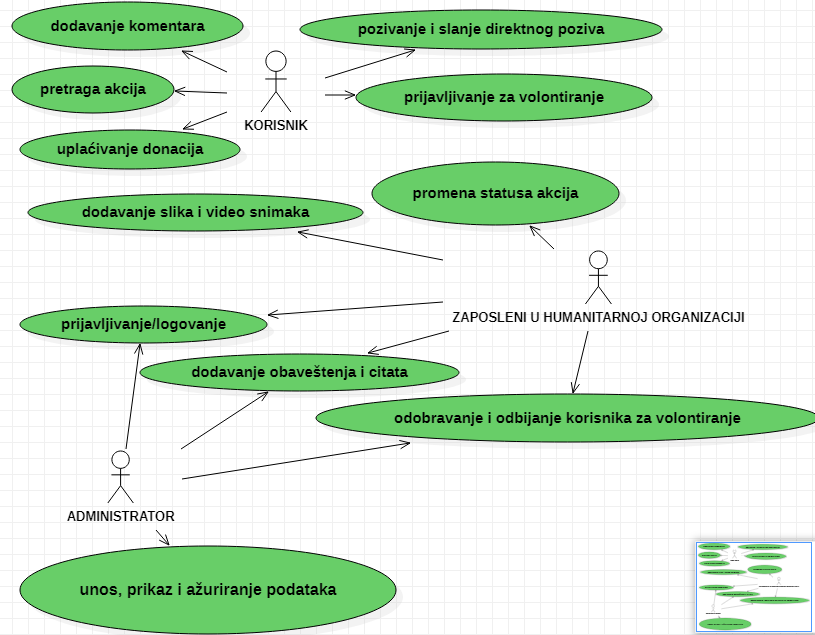 dodavanje komentara
pozivanje i slanje direktnog poziva
pretraga akcija
prijavljivanje za volontiranje
KORISNIK
uplaćivanje donacija
promena statusa akcija
dodavanje slika i video snimaka
ZAPOSLENI U HUMANITARNOJ ORGANIZACIJI
prijavljivanje/logovanje
dodavanje obaveštenja i citata
odobravanje i odbijanje korisnika za volontiranje
ADMINISTRATOR
unos, prikaz i ažuriranje podataka